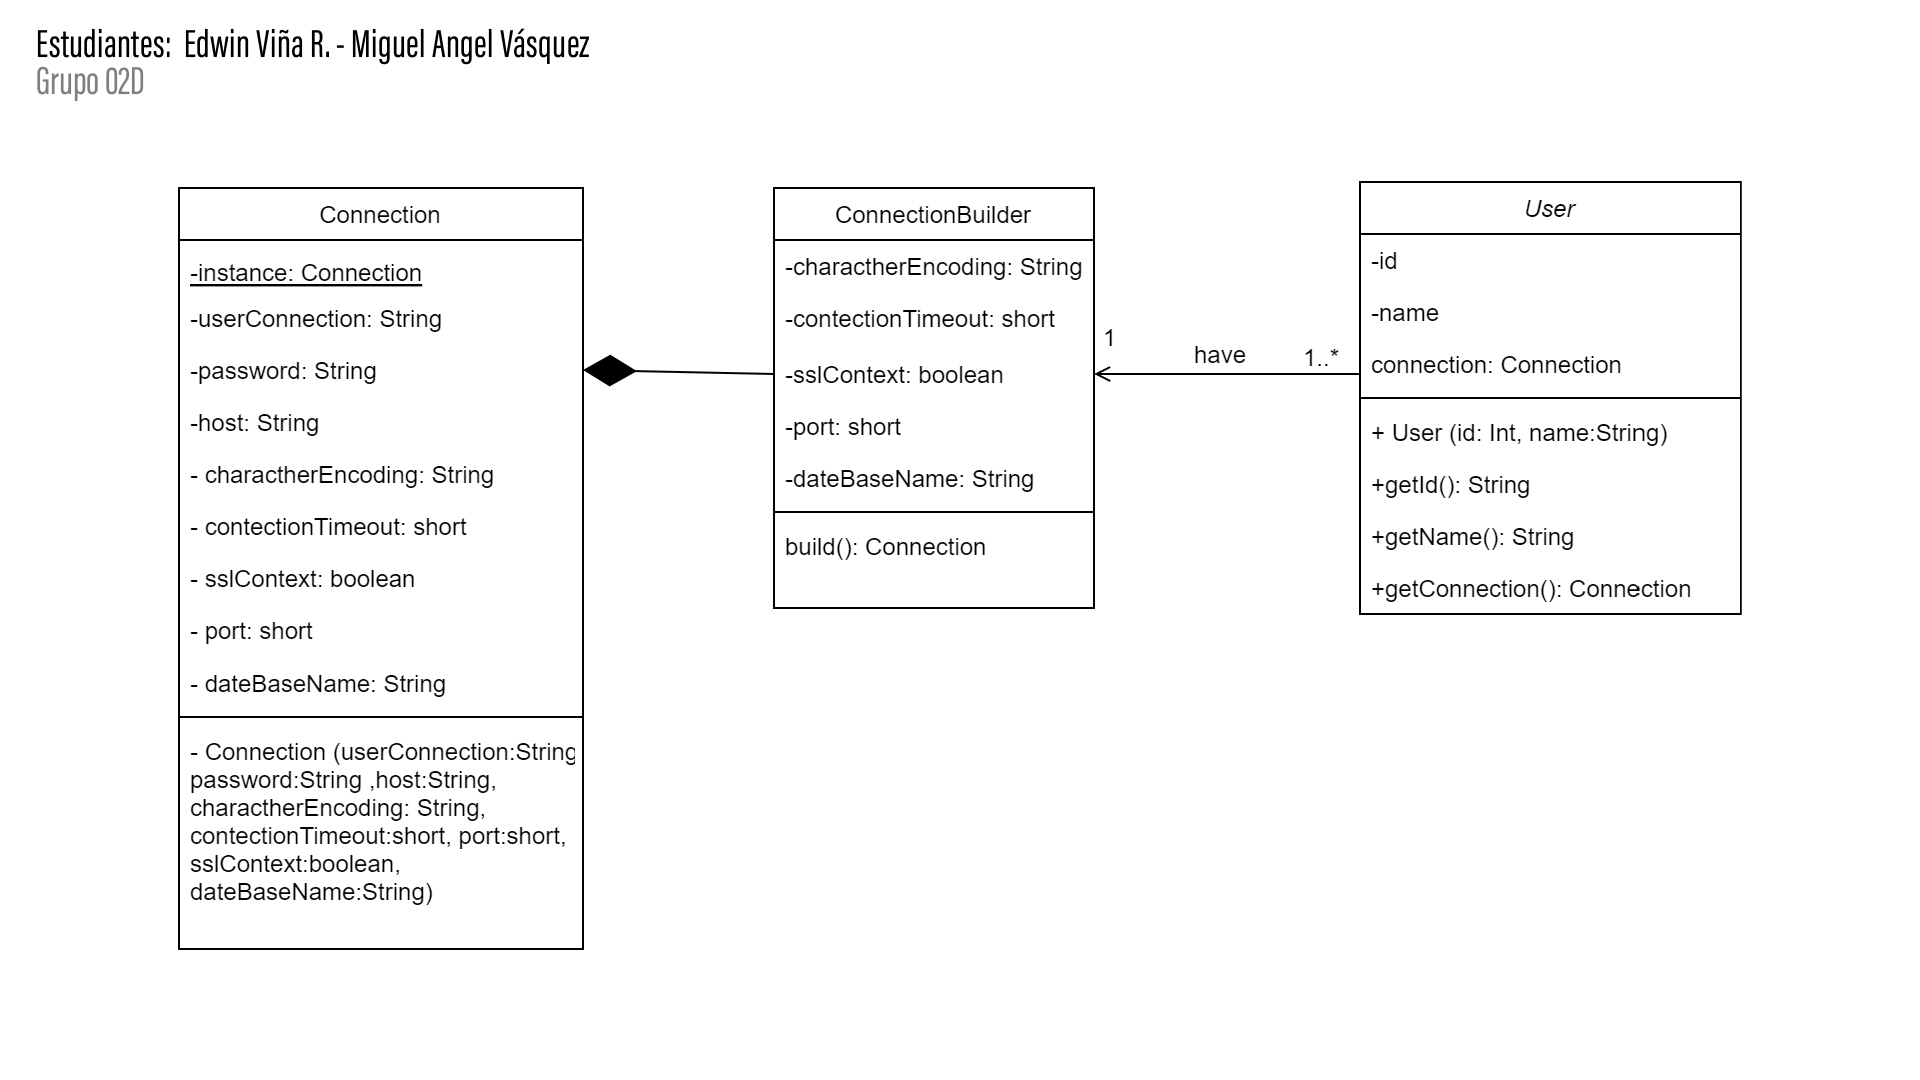 Estudiantes: Edwin Viña R. - Miguel Angel Vásquez
Grupo 02D
Connection
-instance: Connection
-userConnection: String
-password: String
-host: String
- charactherEncoding: String
- contectionTimeout: short
- sslContext: boolean
- port: short
- dateBaseName: String
- Connection (userConnection:String
password:String ,host:String,
charactherEncoding: String,
contectionTimeout:short, port:short,
sslContext:boolean,
dateBaseName:String)
ConnectionBuilder
-charactherEncoding: String
-contectionTimeout: short
-sslContext: boolean
-port: short
-dateBaseName: String
build(): Connection
1
have
1..*
User
-id
-name
connection: Connection
+ User (id: Int, name:String)
+getId(): String
+getName(): String
+getConnection(): Connection